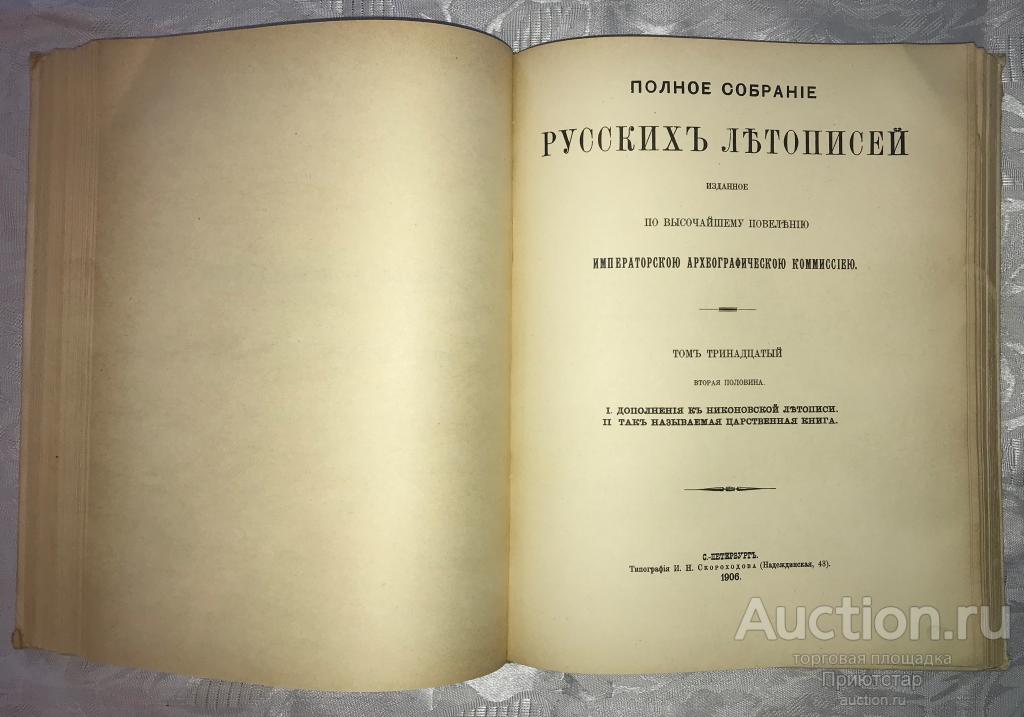 ПОЛНОЕ СОБРАНІЕ
РУССКИХЪ ЛѢТОПИСЕЙ
ИЗДАННОЕ
ПО ВЫСОЧАЙШЕМУ ПОВЕЛѢНІЮ
ИМПЕРАТОРСКОЮ АРХЕОГРАФИЧЕСКОЮ КОММИССІЕЮ.
ТОМЪ ТРИНАДЦАТЫЙ
ВТОРАЯ ПОЛОВИНА.
I. ДОПОЛНЕНІЯ КЪ НИКОНОВСКОЙ ЛѢТОПИСИ.
II ТАКЪ НАЗЫВАЕМАЯ ЦАРСТВЕННАЯ КНИГА.
С.-ПЕТЕРБУРГЪ.
Типографія И. Н. Скороходова (Надеждинская, 43).
1906.
Auction.ru
торговая площадка
Приютстар
auction.ru